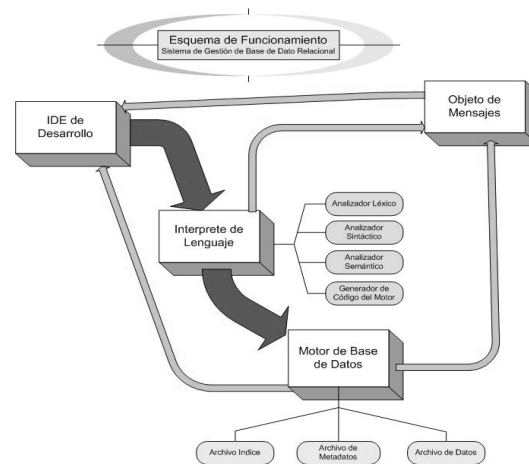 Esquema de Funcionamiento
Sistema de Gestión de Base de Dato Relacional
IDE de
Desarrollo
Objeto de
Mensajes
Interprete de
Lenguaje
Analizador Léxico
Analizador
Sintáctico
Analizador
Semántico
Generador de
Código del Motor
Motor de Base
de Datos
Archivo Indice
Archivo de
Metadatos
Archivo de Datos